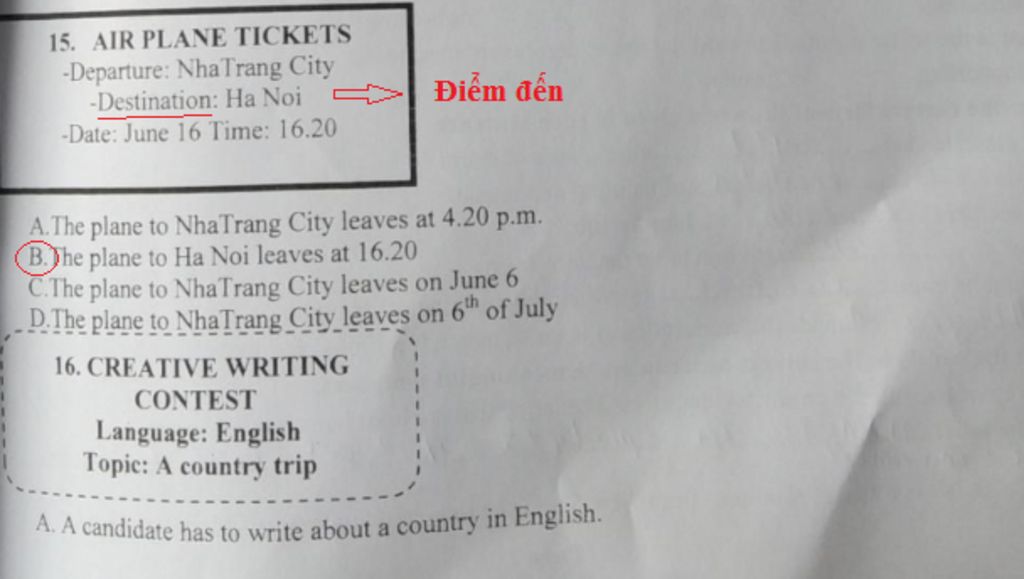 15. AIR PLANE TICKETS
-Departure: NhaTrang City
-Destination: Ha Noi
Điểm đến
-Date: June 16 Time: 16.20
A.The plane to NhaTrang City leaves at 4.20 p.m.
B.The plane to Ha Noi leaves at 16.20
C.The plane to NhaTrang City leaves on June 6
D.The plane to NhaTrang City leaves on 6th of July
16. CREATIVE WRITING
CONTEST
Language: English
Topic: A country trip
A. A candidate has to write about a country in English.